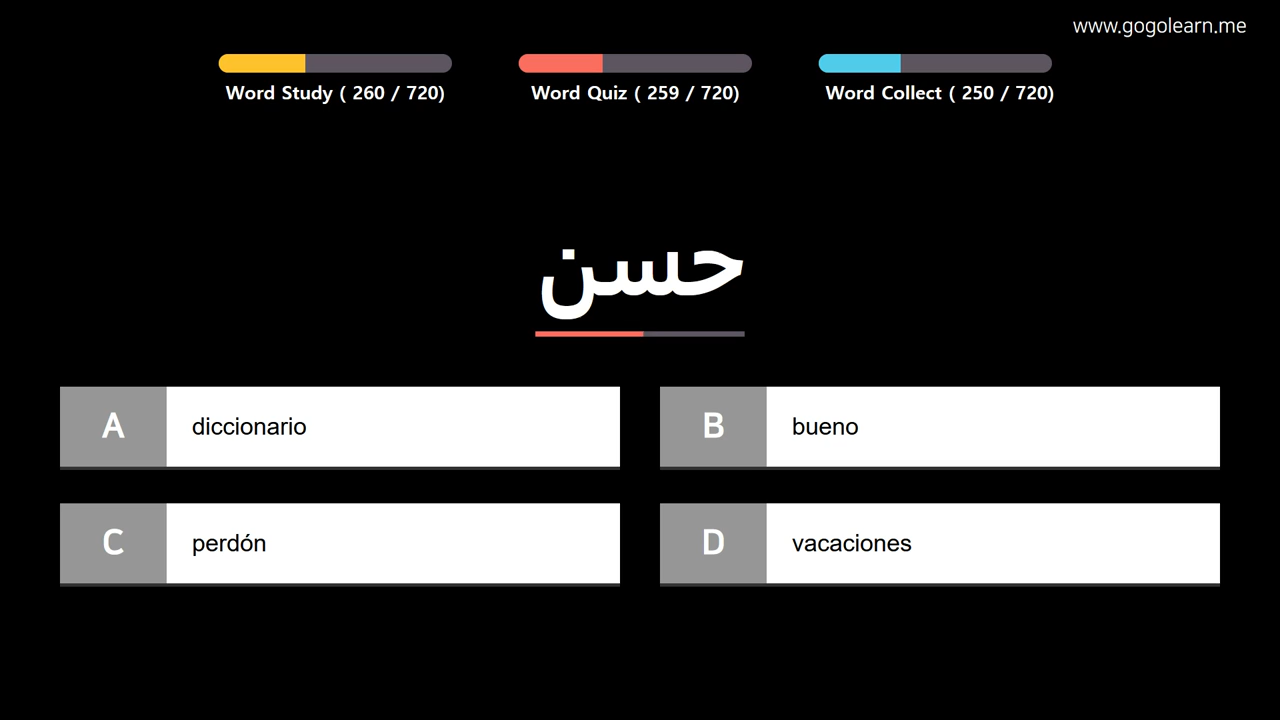 www.gogolearn.me
Word Study ( 260 / 720)
Word Quiz ( 259 / 720)
Word Collect ( 250 / 720)
حسن
A diccionario
B bueno
C perdón
D vacaciones